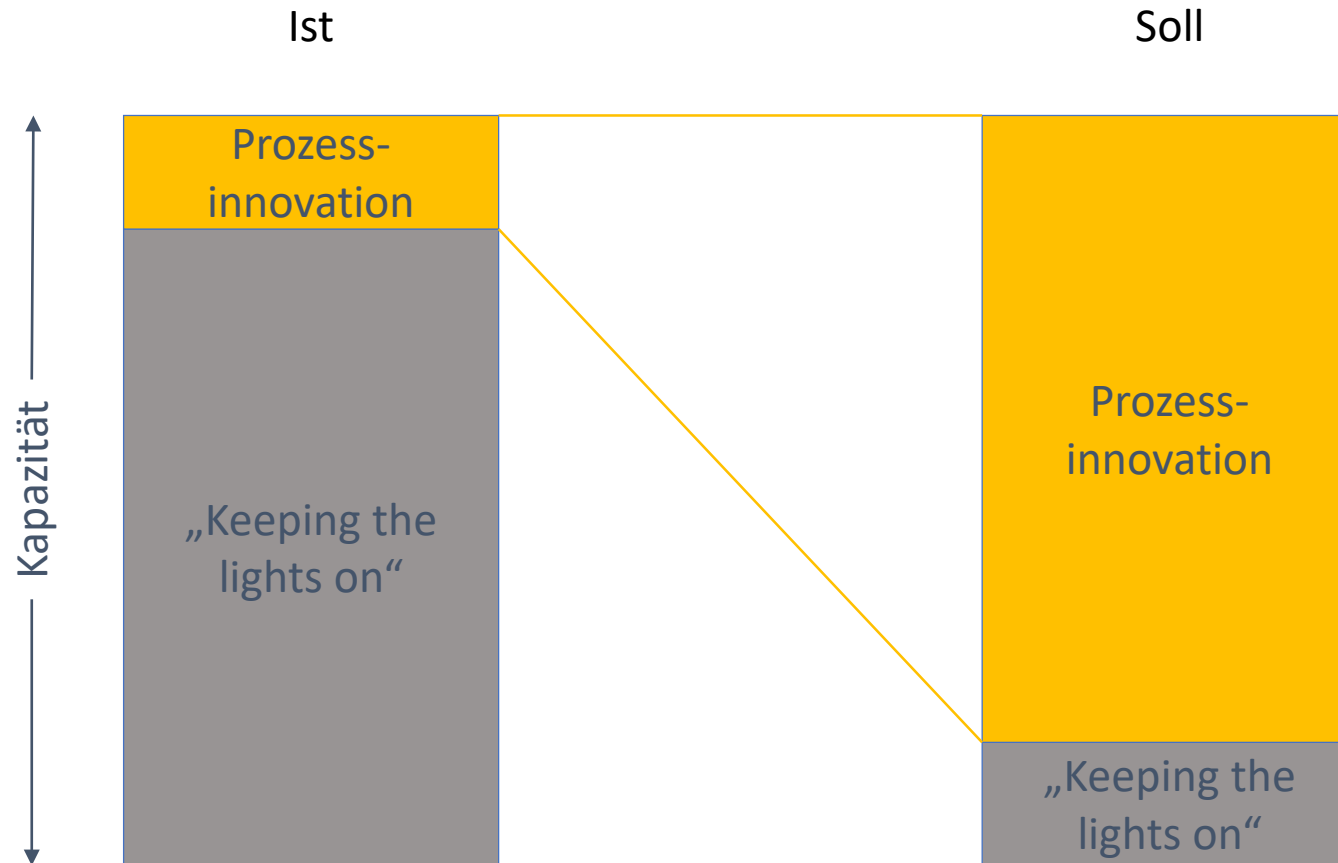 Ist
Soll
Kapazität
Prozess-
innovation
„Keeping the
lights on“
Prozess-
innovation
„Keeping the
lights on“